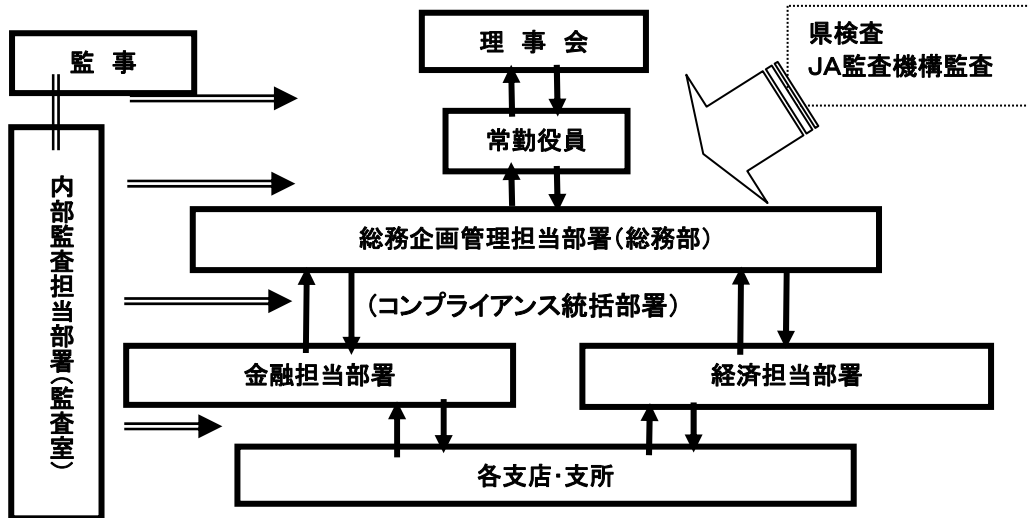 理 事 会
県検査
JA監査機構監査
監 事
常勤役員
内部監査担当部署（監査室）
総務企画管理担当部署（総務部）
（コンプライアンス統括部署）
金融担当部署
経済担当部署
各支店・支所